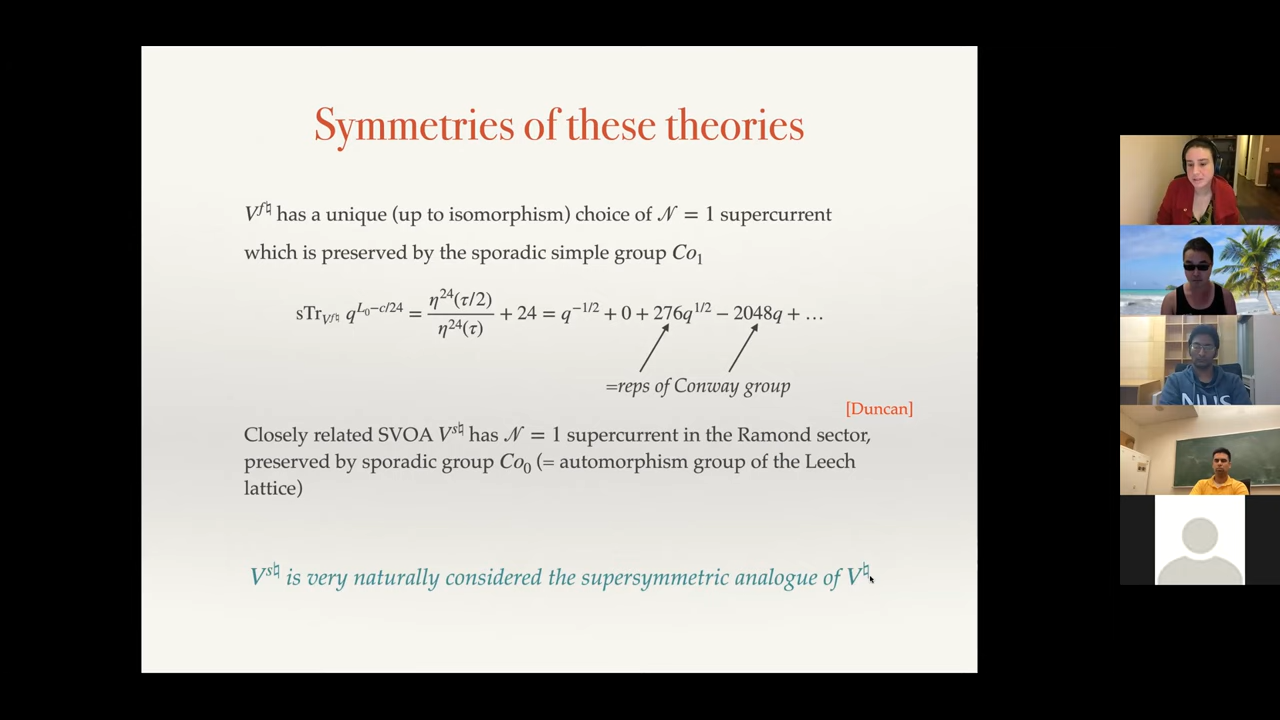 Symmetries of these theories
V^{f♮} has a unique (up to isomorphism) choice of 𝒩 = 1 supercurrent
which is preserved by the sporadic simple group Co₁
sTr_{V^{f♮}} q^{L₀−c/24} = η²⁴(τ/2)/η²⁴(τ) + 24 = q^{−1/2} + 0 + 276q^{1/2} − 2048q + …
=reps of Conway group
[Duncan]
Closely related SVOA V^{s♮} has 𝒩 = 1 supercurrent in the Ramond sector,
preserved by sporadic group Co₀ (= automorphism group of the Leech
lattice)
V^{s♮} is very naturally considered the supersymmetric analogue of V^♮
NUS